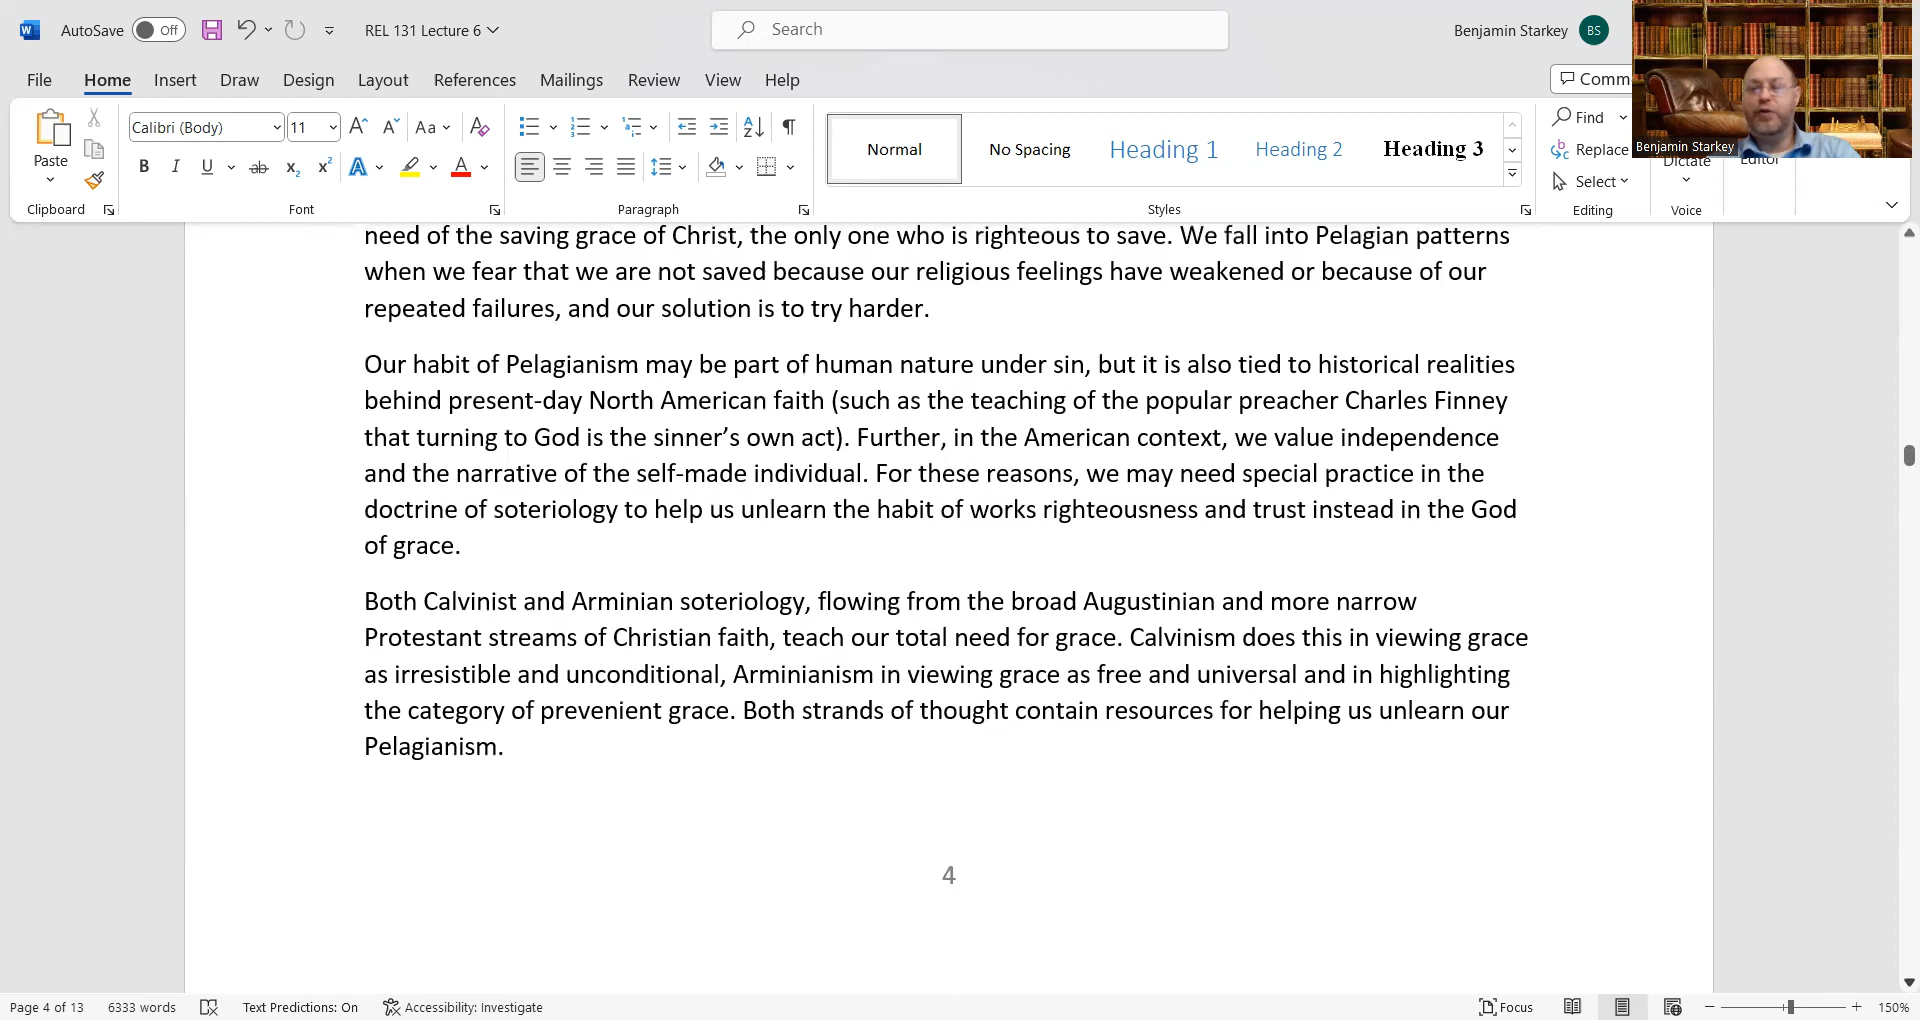 AutoSave Off REL 131 Lecture 6 Search Benjamin Starkey BS
File Home Insert Draw Design Layout References Mailings Review View Help Comm
Paste Calibri (Body) 11 Aa Normal No Spacing Heading 1 Heading 2 Heading 3 Find Replace Select Dictate Editor
Benjamin Starkey
Clipboard Font Paragraph Styles Editing Voice
need of the saving grace of Christ, the only one who is righteous to save. We fall into Pelagian patterns
when we fear that we are not saved because our religious feelings have weakened or because of our
repeated failures, and our solution is to try harder.
Our habit of Pelagianism may be part of human nature under sin, but it is also tied to historical realities
behind present-day North American faith (such as the teaching of the popular preacher Charles Finney
that turning to God is the sinner’s own act). Further, in the American context, we value independence
and the narrative of the self-made individual. For these reasons, we may need special practice in the
doctrine of soteriology to help us unlearn the habit of works righteousness and trust instead in the God
of grace.
Both Calvinist and Arminian soteriology, flowing from the broad Augustinian and more narrow
Protestant streams of Christian faith, teach our total need for grace. Calvinism does this in viewing grace
as irresistible and unconditional, Arminianism in viewing grace as free and universal and in highlighting
the category of prevenient grace. Both strands of thought contain resources for helping us unlearn our
Pelagianism.
4
Page 4 of 13 6333 words Text Predictions: On Accessibility: Investigate Focus 150%